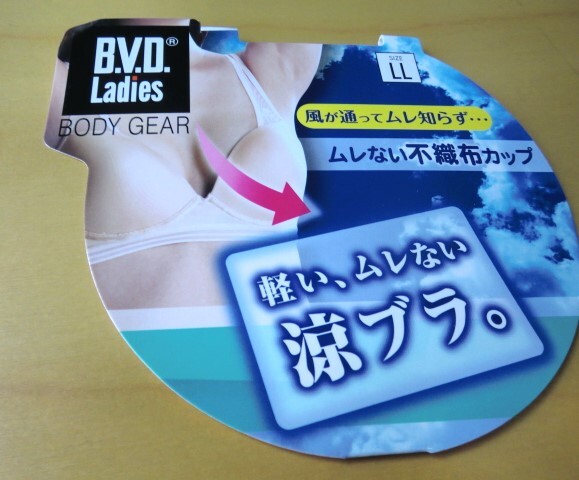 B.V.D.®
Ladies
BODY GEAR
SIZE
LL
風が通ってムレ知らず・・・
ムレない不織布カップ
軽い、ムレない
涼ブラ。